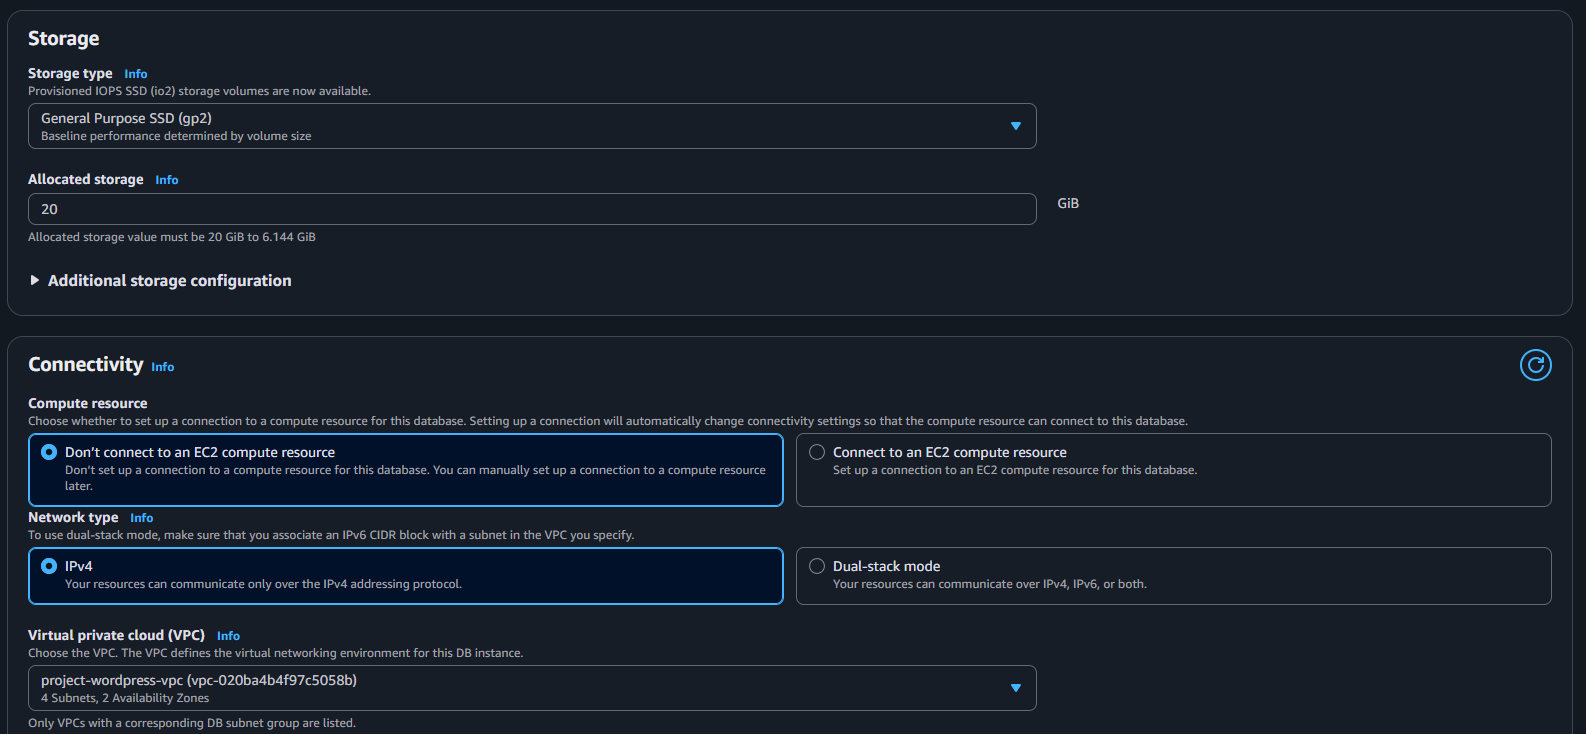 Storage
Storage type Info
Provisioned IOPS SSD (io2) storage volumes are now available.
General Purpose SSD (gp2)
Baseline performance determined by volume size
Allocated storage Info
20
GiB
Allocated storage value must be 20 GiB to 6.144 GiB
Additional storage configuration
Connectivity Info
Compute resource
Choose whether to set up a connection to a compute resource for this database. Setting up a connection will automatically change connectivity settings so that the compute resource can connect to this database.
Don’t connect to an EC2 compute resource
Don’t set up a connection to a compute resource for this database. You can manually set up a connection to a compute resource
later.
Connect to an EC2 compute resource
Set up a connection to an EC2 compute resource for this database.
Network type Info
To use dual-stack mode, make sure that you associate an IPv6 CIDR block with a subnet in the VPC you specify.
IPv4
Your resources can communicate only over the IPv4 addressing protocol.
Dual-stack mode
Your resources can communicate over IPv4, IPv6, or both.
Virtual private cloud (VPC) Info
Choose the VPC. The VPC defines the virtual networking environment for this DB instance.
project-wordpress-vpc (vpc-020ba4b4f97c5058b)
4 Subnets, 2 Availability Zones
Only VPCs with a corresponding DB subnet group are listed.